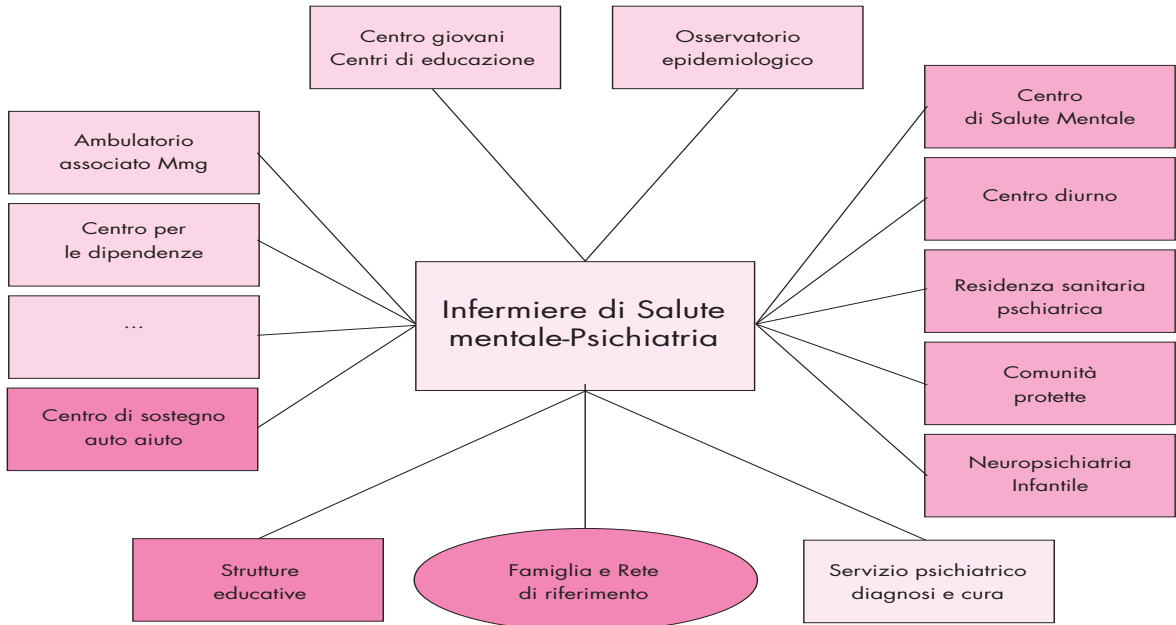 Centro giovani
Centri di educazione
Osservatorio
epidemiologico
Ambulatorio
associato Mmg
Centro per
le dipendenze
...
Centro di sostegno
auto aiuto
Infermiere di Salute
mentale-Psichiatria
Centro
di Salute Mentale
Centro diurno
Residenza sanitaria
pschiatrica
Comunità
protette
Neuropsichiatria
Infantile
Strutture
educative
Famiglia e Rete
di riferimento
Servizio psichiatrico
diagnosi e cura